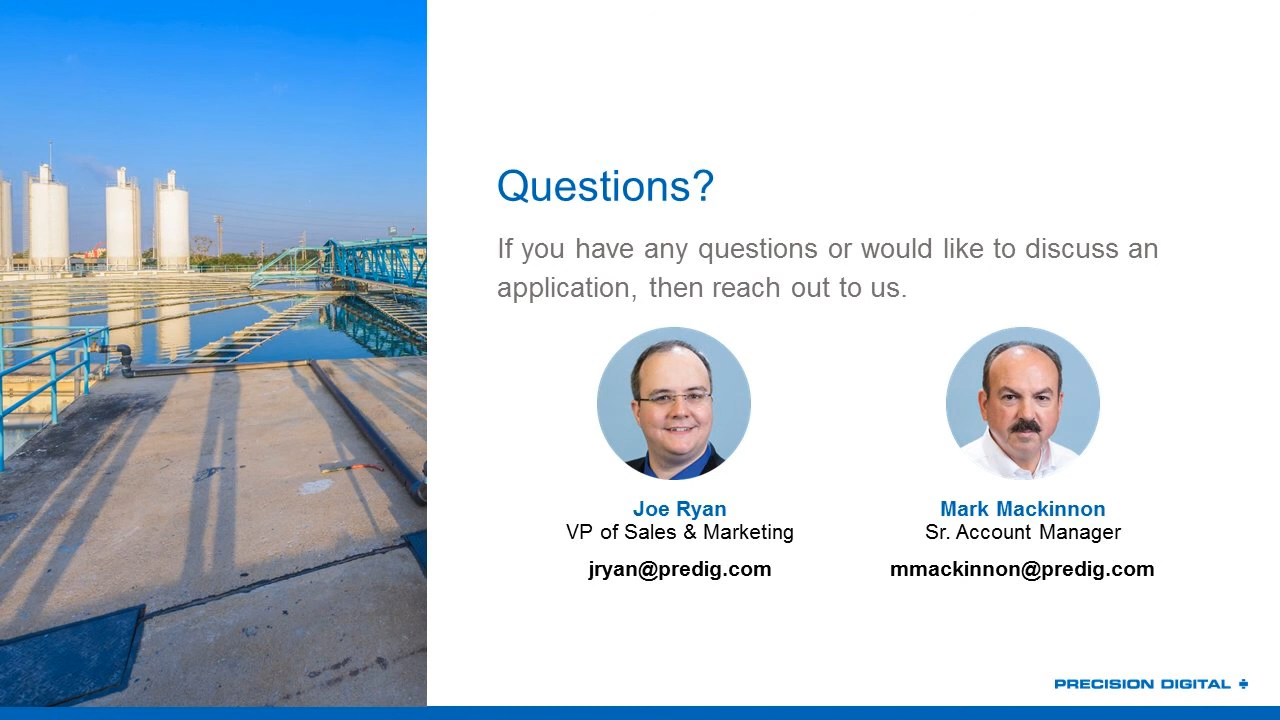 Questions?
If you have any questions or would like to discuss an
application, then reach out to us.
Joe Ryan
VP of Sales & Marketing
jryan@predig.com
Mark Mackinnon
Sr. Account Manager
mmackinnon@predig.com
PRECISION DIGITAL